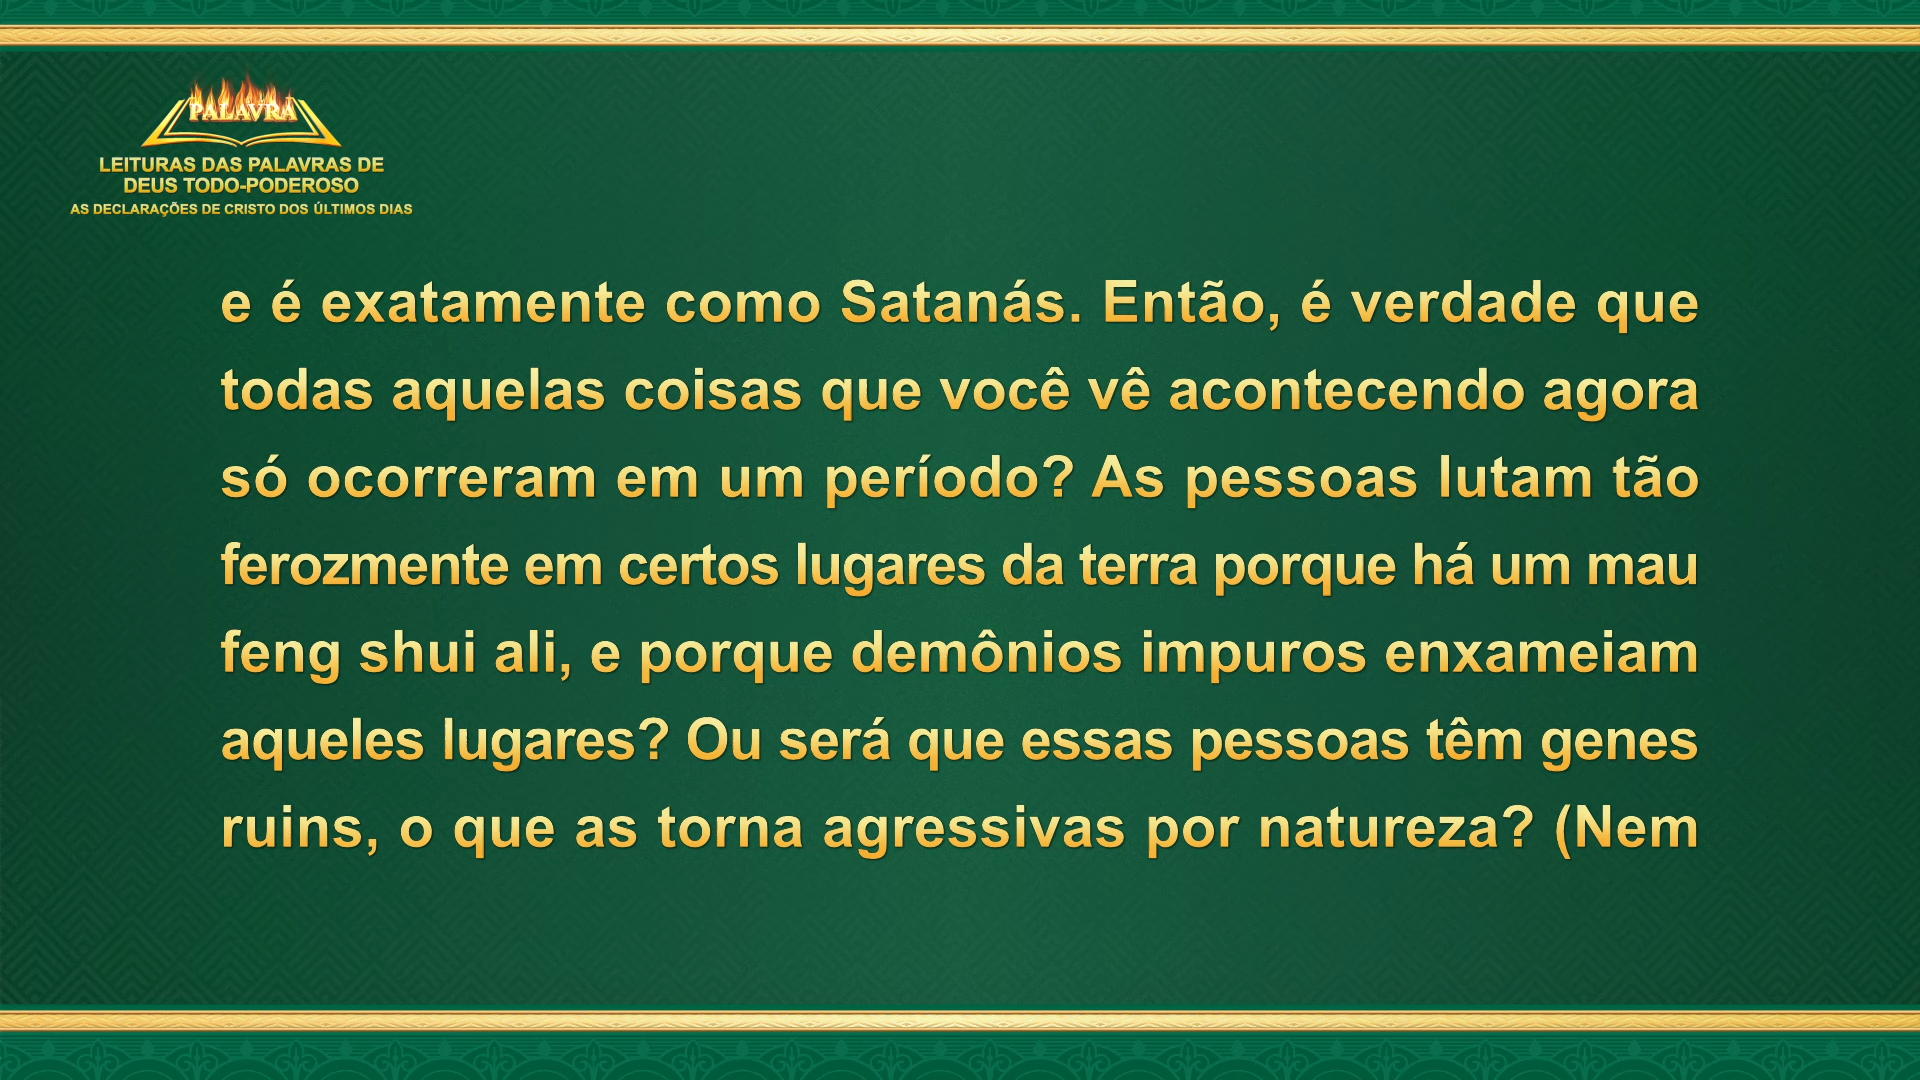 PALAVRA
LEITURAS DAS PALAVRAS DE
DEUS TODO-PODEROSO
AS DECLARAÇÕES DE CRISTO DOS ÚLTIMOS DIAS
e é exatamente como Satanás. Então, é verdade que
todas aquelas coisas que você vê acontecendo agora
só ocorreram em um período? As pessoas lutam tão
ferozmente em certos lugares da terra porque há um mau
feng shui ali, e porque demônios impuros enxameiam
aqueles lugares? Ou será que essas pessoas têm genes
ruins, o que as torna agressivas por natureza? (Nem